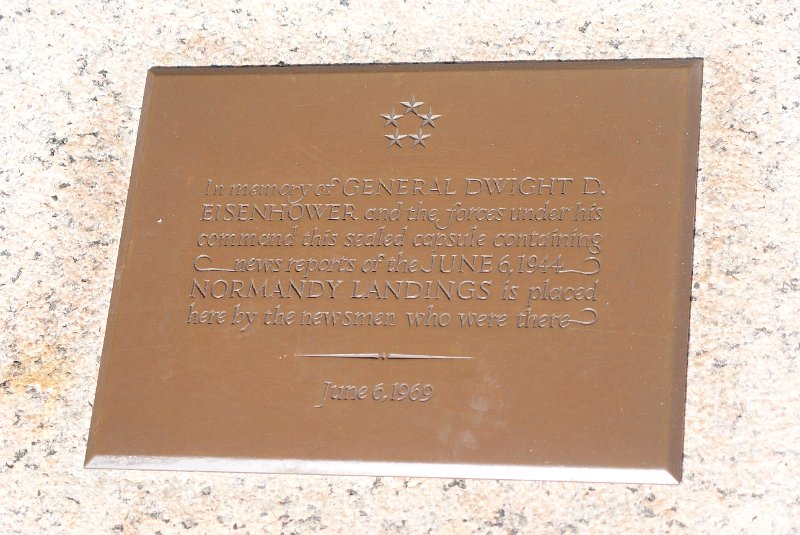 In memory of GENERAL DWIGHT D.
EISENHOWER and the forces under his
command this sealed capsule containing
news reports of the JUNE 6, 1944
NORMANDY LANDINGS is placed
here by the newsmen who were there
June 6, 1969